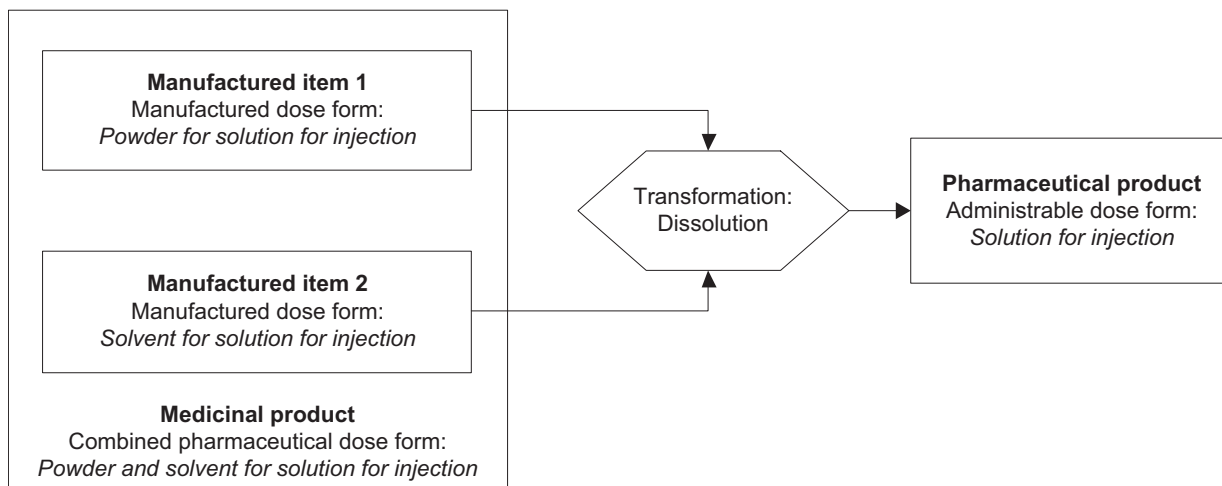 Manufactured item 1
Manufactured dose form:
Powder for solution for injection
Manufactured item 2
Manufactured dose form:
Solvent for solution for injection
Medicinal product
Combined pharmaceutical dose form:
Powder and solvent for solution for injection
Transformation:
Dissolution
Pharmaceutical product
Administrable dose form:
Solution for injection